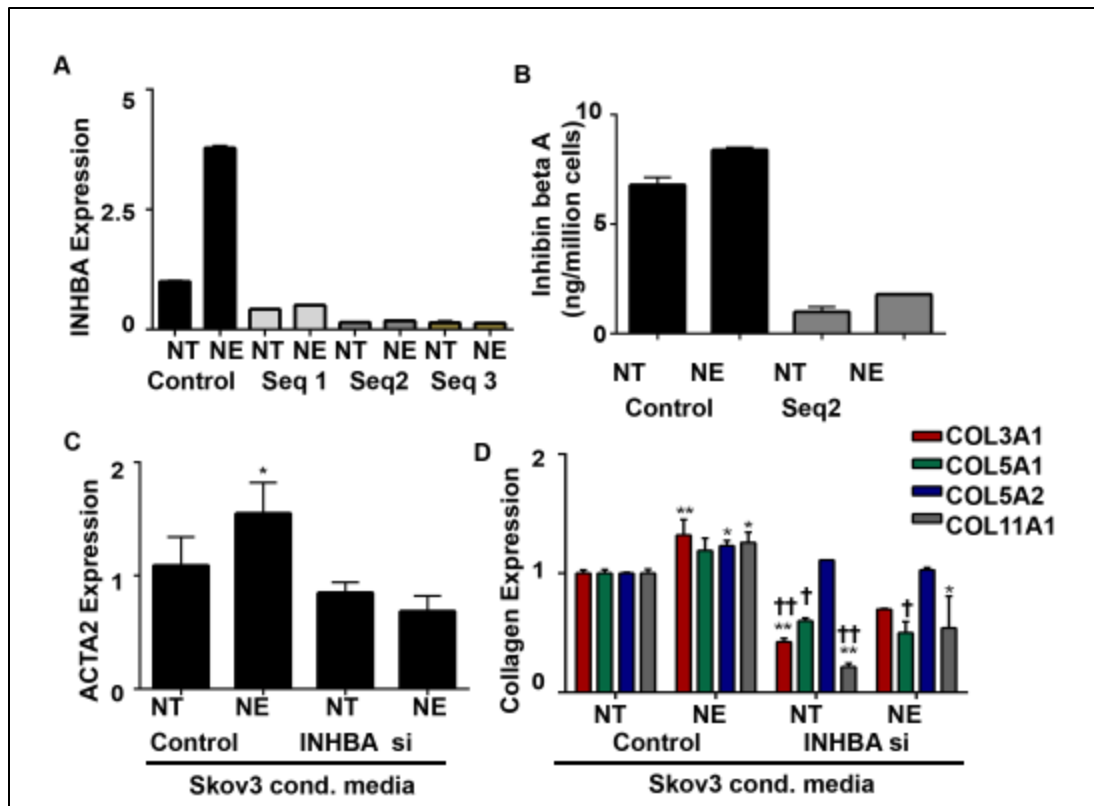 A
INHBA Expression
5
2.5
0
NT NE NT NE NT NE NT NE
Control Seq 1 Seq2 Seq 3
B
Inhibin beta A
(ng/million cells)
10
5
0
NT NE NT NE
Control Seq2
C
ACTA2 Expression
2
1
0
*
NT NE NT NE
Control INHBA si
Skov3 cond. media
D
COL3A1
COL5A1
COL5A2
COL11A1
Collagen Expression
2
1
0
** * *
†† † ††
** **
† *
NT NE NT NE
Control INHBA si
Skov3 cond. media